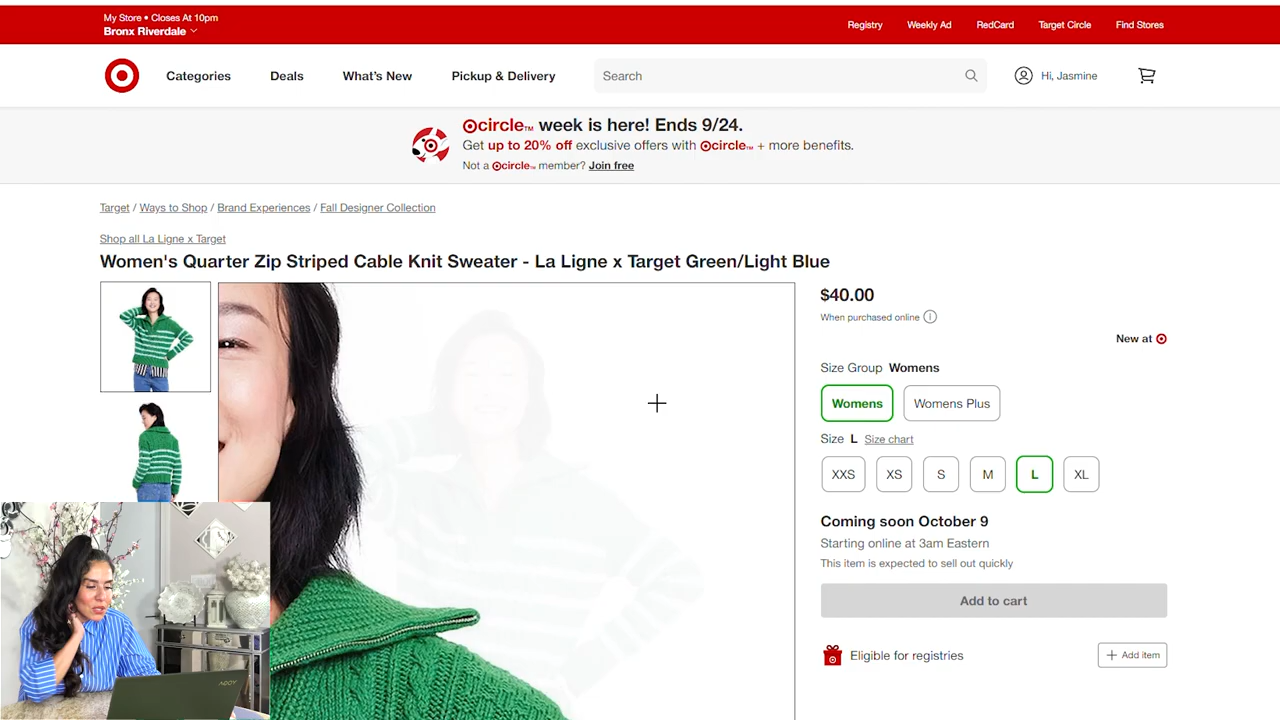 My Store • Closes At 10pm
Bronx Riverdale
Registry
Weekly Ad
RedCard
Target Circle
Find Stores
Categories
Deals
What's New
Pickup & Delivery
Search
Hi, Jasmine
circle™ week is here! Ends 9/24.
Get up to 20% off exclusive offers with circle™ + more benefits.
Not a circle™ member? Join free
Target / Ways to Shop / Brand Experiences / Fall Designer Collection
Shop all La Ligne x Target
Women's Quarter Zip Striped Cable Knit Sweater - La Ligne x Target Green/Light Blue
$40.00
When purchased online
New at
Size Group Womens
Womens
Womens Plus
Size L Size chart
XXS
XS
S
M
L
XL
Coming soon October 9
Starting online at 3am Eastern
This item is expected to sell out quickly
Add to cart
Eligible for registries
Add item